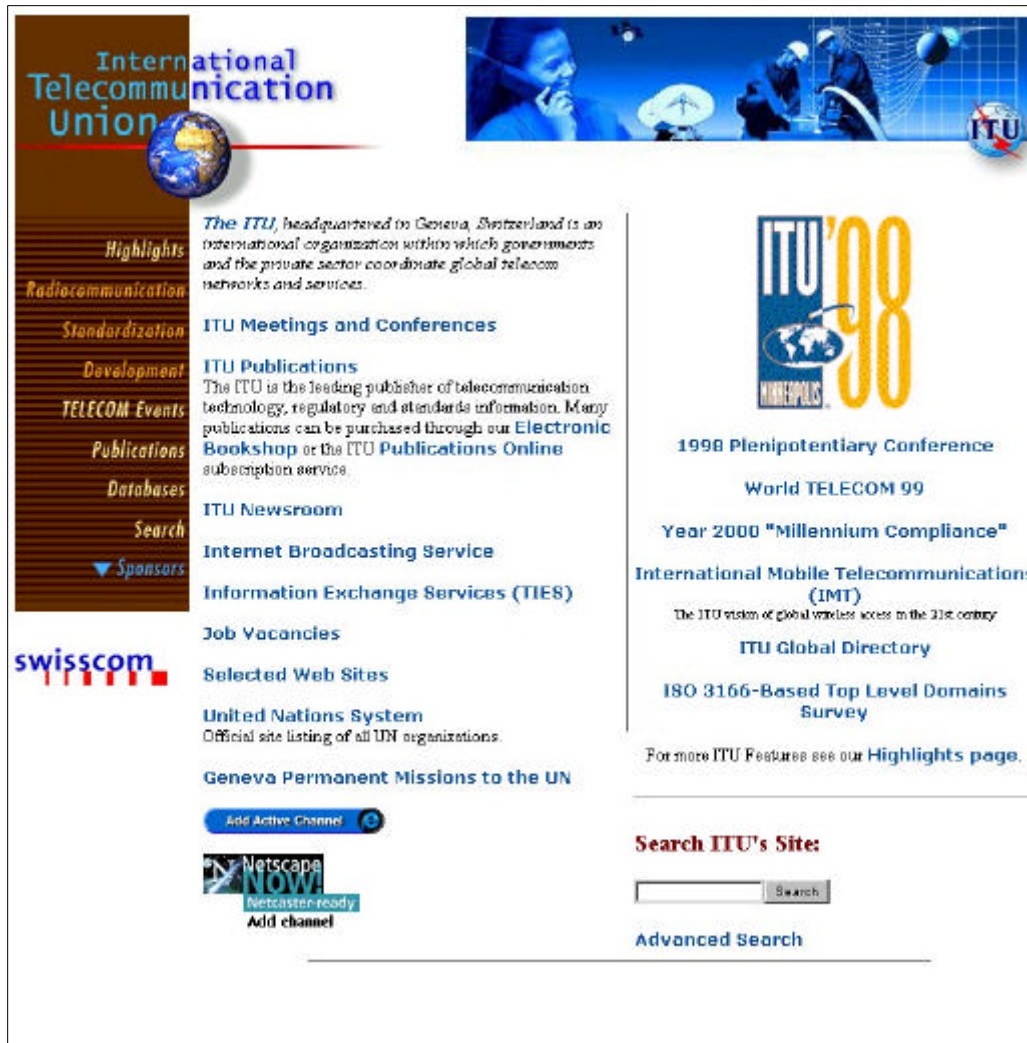 International
Telecommunication
Union
ITU
Highlights
Radiocommunication
Standardization
Development
TELECOM Events
Publications
Databases
Search
Sponsors
swisscom
The ITU, headquartered in Geneva, Switzerland is an
international organization within which governments
and the private sector coordinate global telecom
networks and services.
ITU Meetings and Conferences
ITU Publications
The ITU is the leading publisher of telecommunication
technology, regulatory and standards information. Many
publications can be purchased through our Electronic
Bookshop or the ITU Publications Online
subscription service.
ITU Newsroom
Internet Broadcasting Service
Information Exchange Services (TIES)
Job Vacancies
Selected Web Sites
United Nations System
Official site listing of all UN organizations.
Geneva Permanent Missions to the UN
Add Active Channel
N Netscape
NOW!
Netcaster-ready
Add channel
ITU '98
MINNEAPOLIS
1998 Plenipotentiary Conference
World TELECOM 99
Year 2000 "Millennium Compliance"
International Mobile Telecommunications
(IMT)
The ITU vision of global wireless access in the 21st century
ITU Global Directory
ISO 3166-Based Top Level Domains
Survey
For more ITU Features see our Highlights page.
Search ITU's Site:
Search
Advanced Search